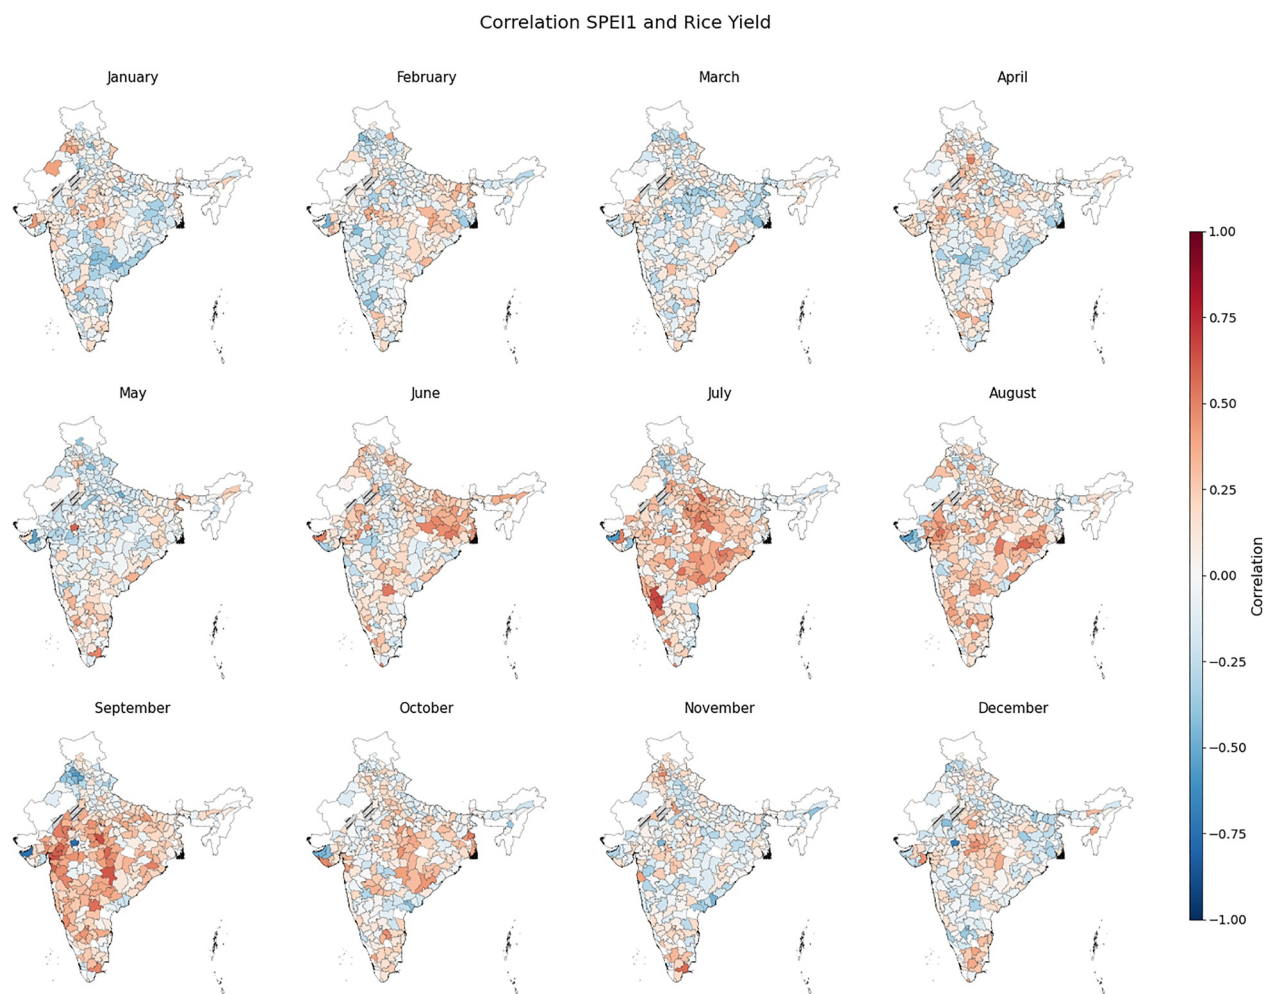 Correlation SPEI1 and Rice Yield
January
February
March
April
May
June
July
August
September
October
November
December
1.00
0.75
0.50
0.25
0.00
−0.25
−0.50
−0.75
−1.00
Correlation